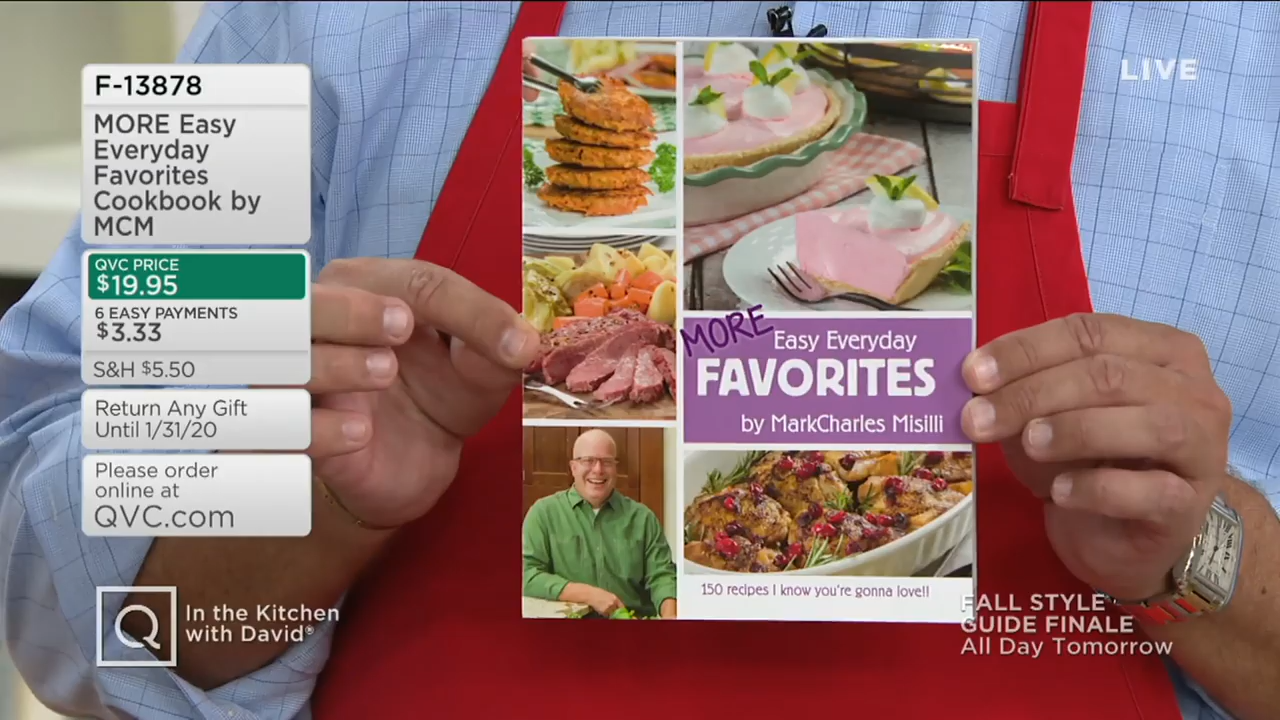 F-13878
MORE Easy
Everyday
Favorites
Cookbook by
MCM
QVC PRICE
$19.95
6 EASY PAYMENTS
$3.33
S&H $5.50
Return Any Gift
Until 1/31/20
Please order
online at
QVC.com
Q
In the Kitchen
with David®
LIVE
MORE
Easy Everyday
FAVORITES
by MarkCharles Misilli
150 recipes I know you're gonna love!!
FALL STYLE
GUIDE FINALE
All Day Tomorrow